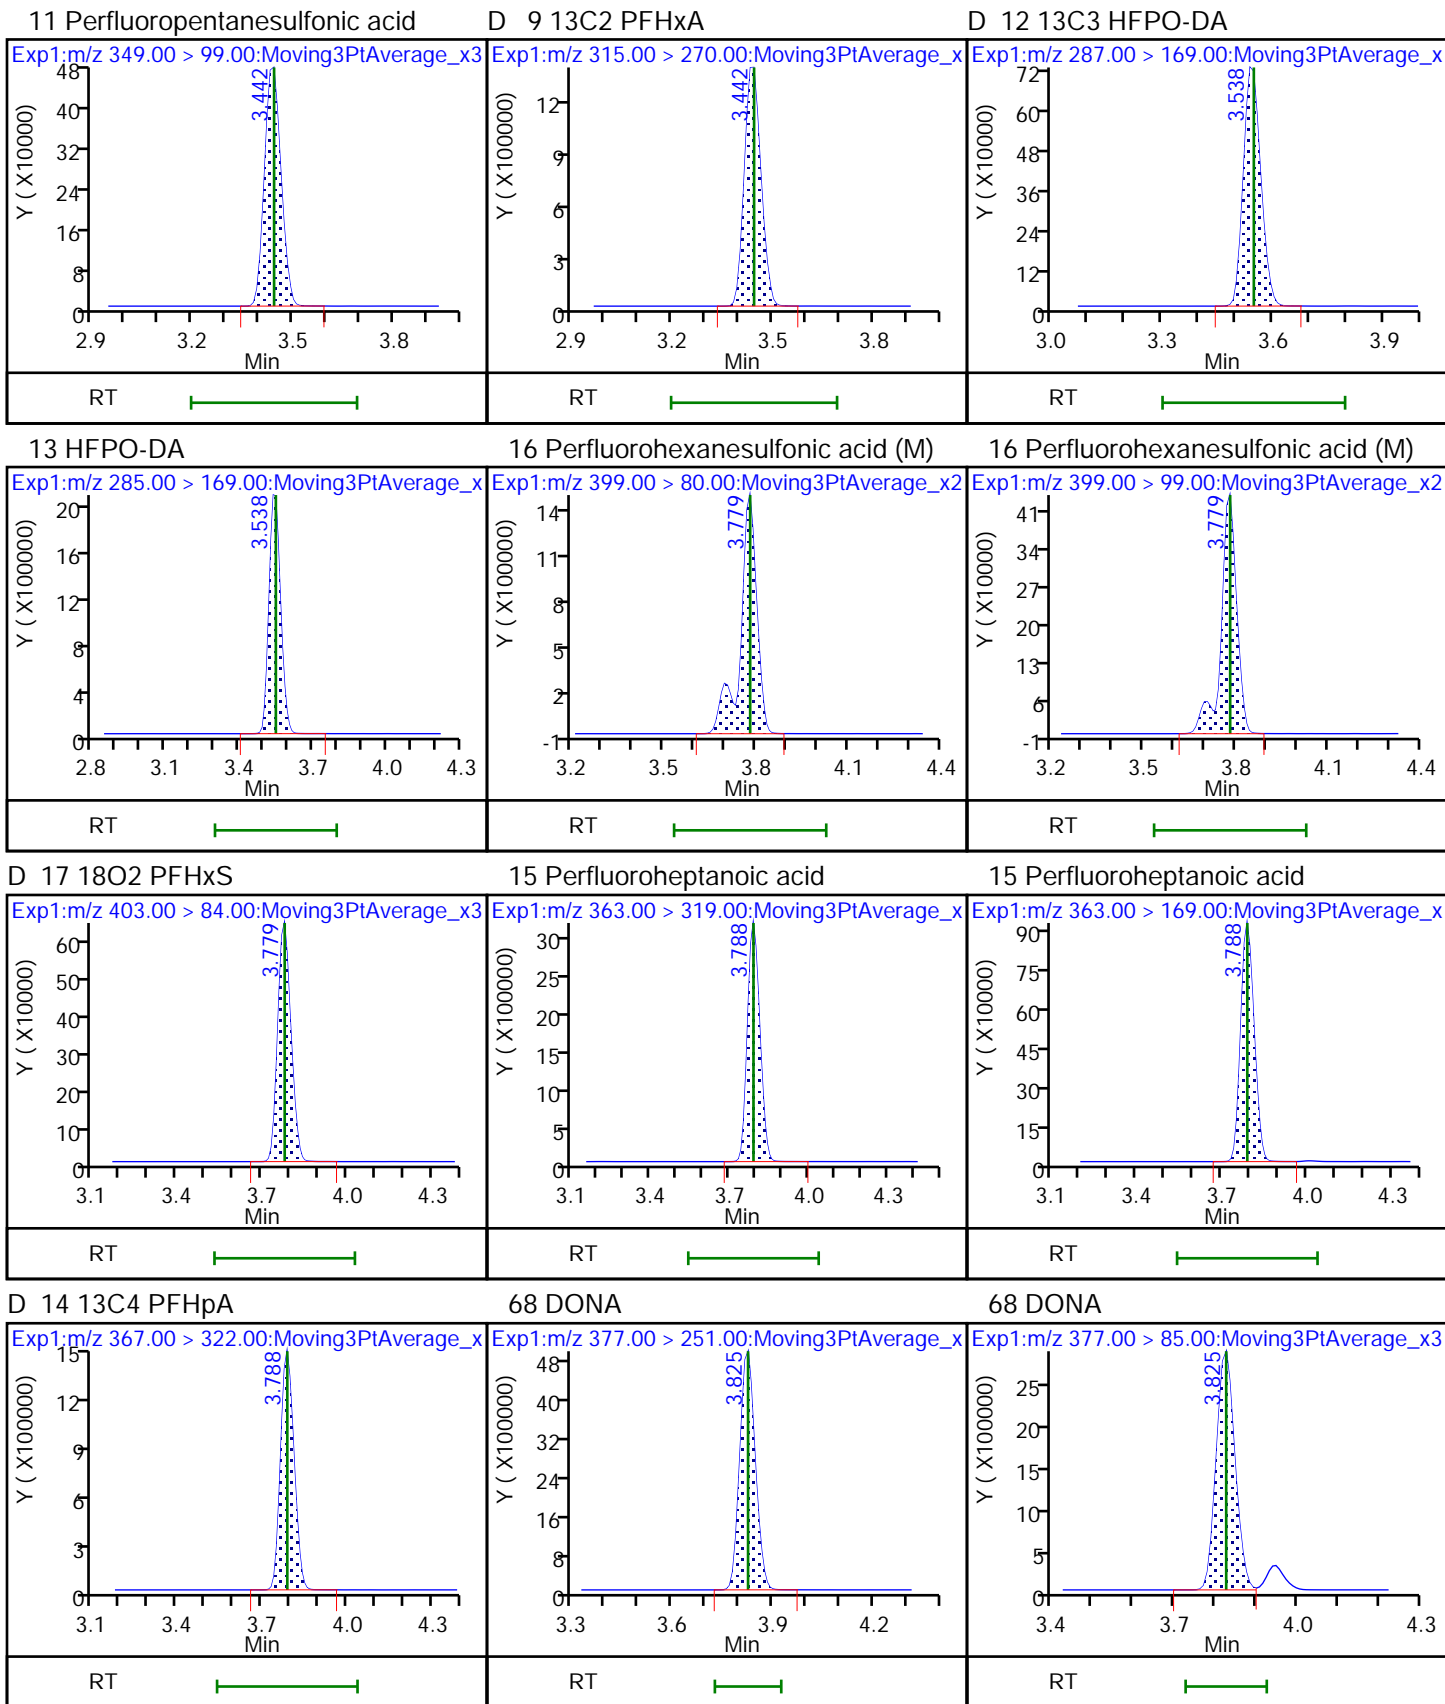 11 Perfluoropentanesulfonic acid
Exp1:m/z 349.00 > 99.00:Moving3PtAverage_x3
Y ( X10000)
48
40
32
24
16
8
0
3.442
2.9 3.2 3.5 3.8
Min
RT
D 9 13C2 PFHxA
Exp1:m/z 315.00 > 270.00:Moving3PtAverage_x
Y ( X100000)
12
9
6
3
0
3.442
2.9 3.2 3.5 3.8
Min
RT
D 12 13C3 HFPO-DA
Exp1:m/z 287.00 > 169.00:Moving3PtAverage_x
Y ( X10000)
72
60
48
36
24
12
0
3.538
3.0 3.3 3.6 3.9
Min
RT
13 HFPO-DA
Exp1:m/z 285.00 > 169.00:Moving3PtAverage_x
Y ( X100000)
20
16
12
8
4
0
3.538
2.8 3.1 3.4 3.7 4.0 4.3
Min
RT
16 Perfluorohexanesulfonic acid (M)
Exp1:m/z 399.00 > 80.00:Moving3PtAverage_x2
Y ( X100000)
14
11
8
5
2
-1
3.779
3.2 3.5 3.8 4.1 4.4
Min
RT
16 Perfluorohexanesulfonic acid (M)
Exp1:m/z 399.00 > 99.00:Moving3PtAverage_x2
Y ( X10000)
41
34
27
20
13
6
-1
3.779
3.2 3.5 3.8 4.1 4.4
Min
RT
D 17 18O2 PFHxS
Exp1:m/z 403.00 > 84.00:Moving3PtAverage_x3
Y ( X10000)
60
50
40
30
20
10
0
3.779
3.1 3.4 3.7 4.0 4.3
Min
RT
15 Perfluoroheptanoic acid
Exp1:m/z 363.00 > 319.00:Moving3PtAverage_x
Y ( X100000)
30
25
20
15
10
5
0
3.788
3.1 3.4 3.7 4.0 4.3
Min
RT
15 Perfluoroheptanoic acid
Exp1:m/z 363.00 > 169.00:Moving3PtAverage_x
Y ( X10000)
90
75
60
45
30
15
0
3.788
3.1 3.4 3.7 4.0 4.3
Min
RT
D 14 13C4 PFHpA
Exp1:m/z 367.00 > 322.00:Moving3PtAverage_x
Y ( X100000)
15
12
9
6
3
0
3.788
3.1 3.4 3.7 4.0 4.3
Min
RT
68 DONA
Exp1:m/z 377.00 > 251.00:Moving3PtAverage_x
Y ( X100000)
48
40
32
24
16
8
0
3.825
3.3 3.6 3.9 4.2
Min
RT
68 DONA
Exp1:m/z 377.00 > 85.00:Moving3PtAverage_x3
Y ( X100000)
25
20
15
10
5
0
3.825
3.4 3.7 4.0 4.3
Min
RT